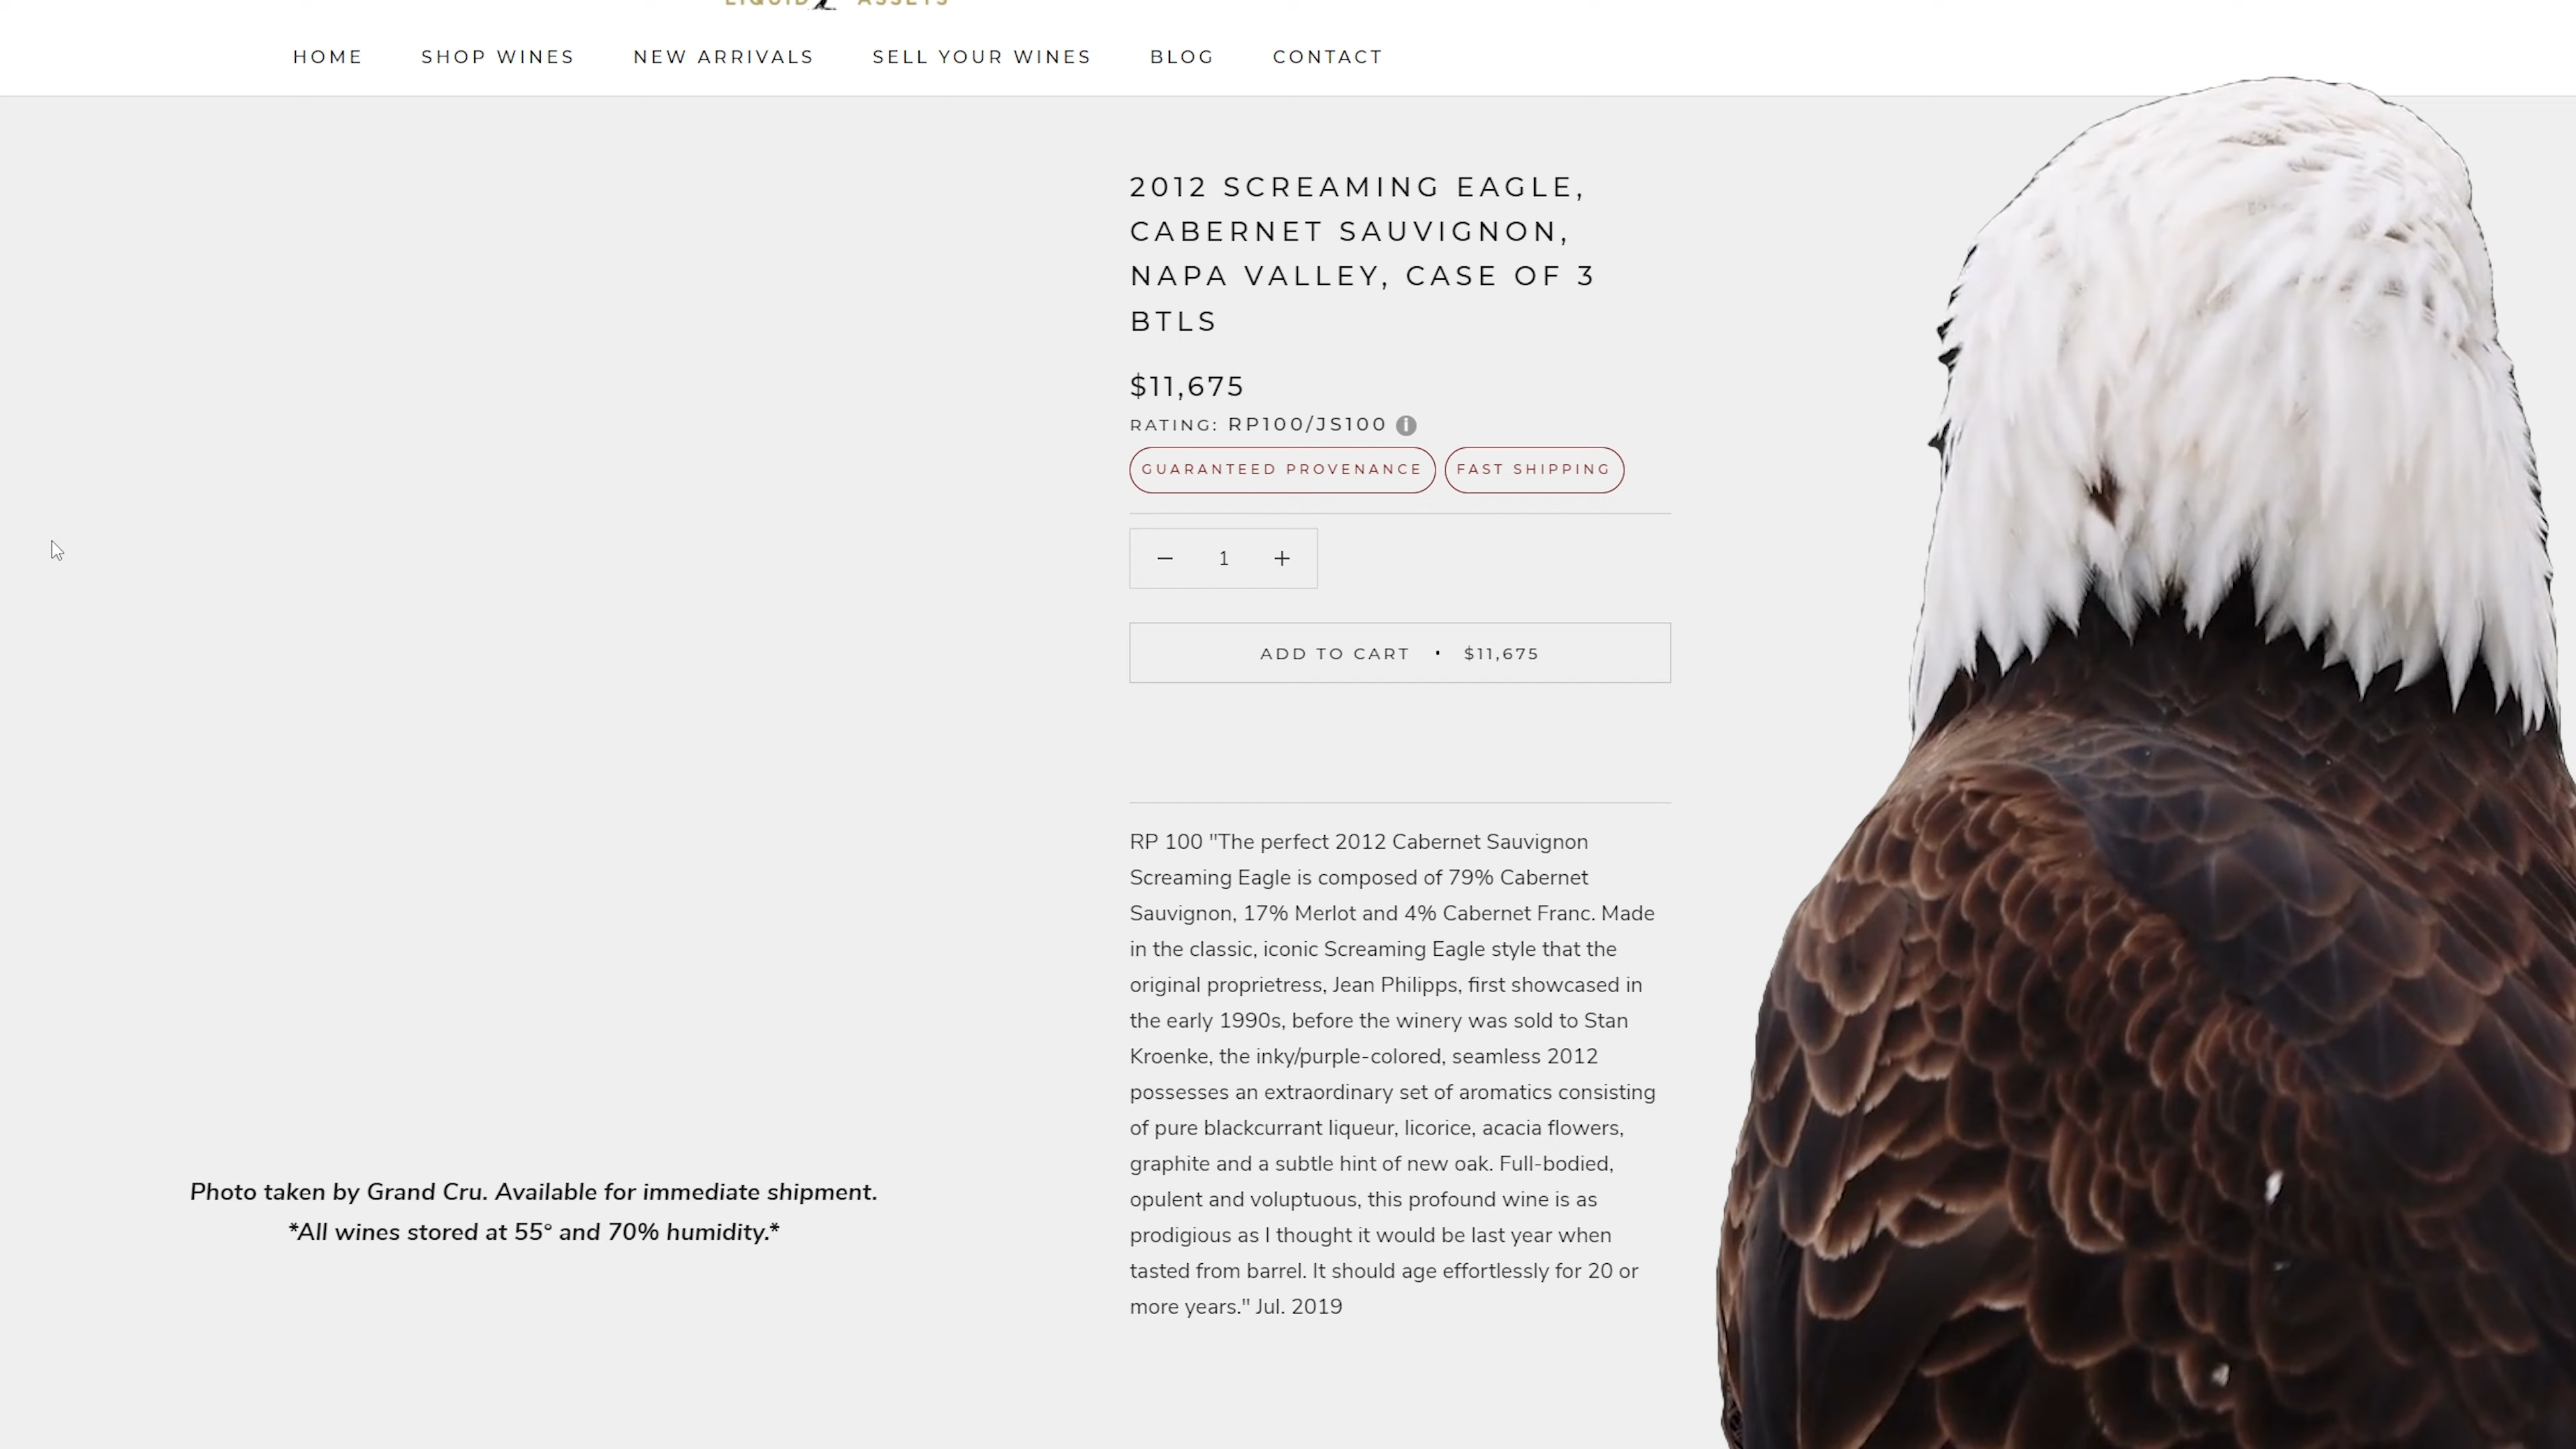 LIQUID ASSETS
HOME SHOP WINES NEW ARRIVALS SELL YOUR WINES BLOG CONTACT
2012 SCREAMING EAGLE,
CABERNET SAUVIGNON,
NAPA VALLEY, CASE OF 3
BTLS
$11,675
RATING: RP100/JS100 i
GUARANTEED PROVENANCE FAST SHIPPING
− 1 +
ADD TO CART • $11,675
RP 100 "The perfect 2012 Cabernet Sauvignon
Screaming Eagle is composed of 79% Cabernet
Sauvignon, 17% Merlot and 4% Cabernet Franc. Made
in the classic, iconic Screaming Eagle style that the
original proprietress, Jean Philipps, first showcased in
the early 1990s, before the winery was sold to Stan
Kroenke, the inky/purple-colored, seamless 2012
possesses an extraordinary set of aromatics consisting
of pure blackcurrant liqueur, licorice, acacia flowers,
graphite and a subtle hint of new oak. Full-bodied,
opulent and voluptuous, this profound wine is as
prodigious as I thought it would be last year when
tasted from barrel. It should age effortlessly for 20 or
more years." Jul. 2019
Photo taken by Grand Cru. Available for immediate shipment.
*All wines stored at 55° and 70% humidity.*